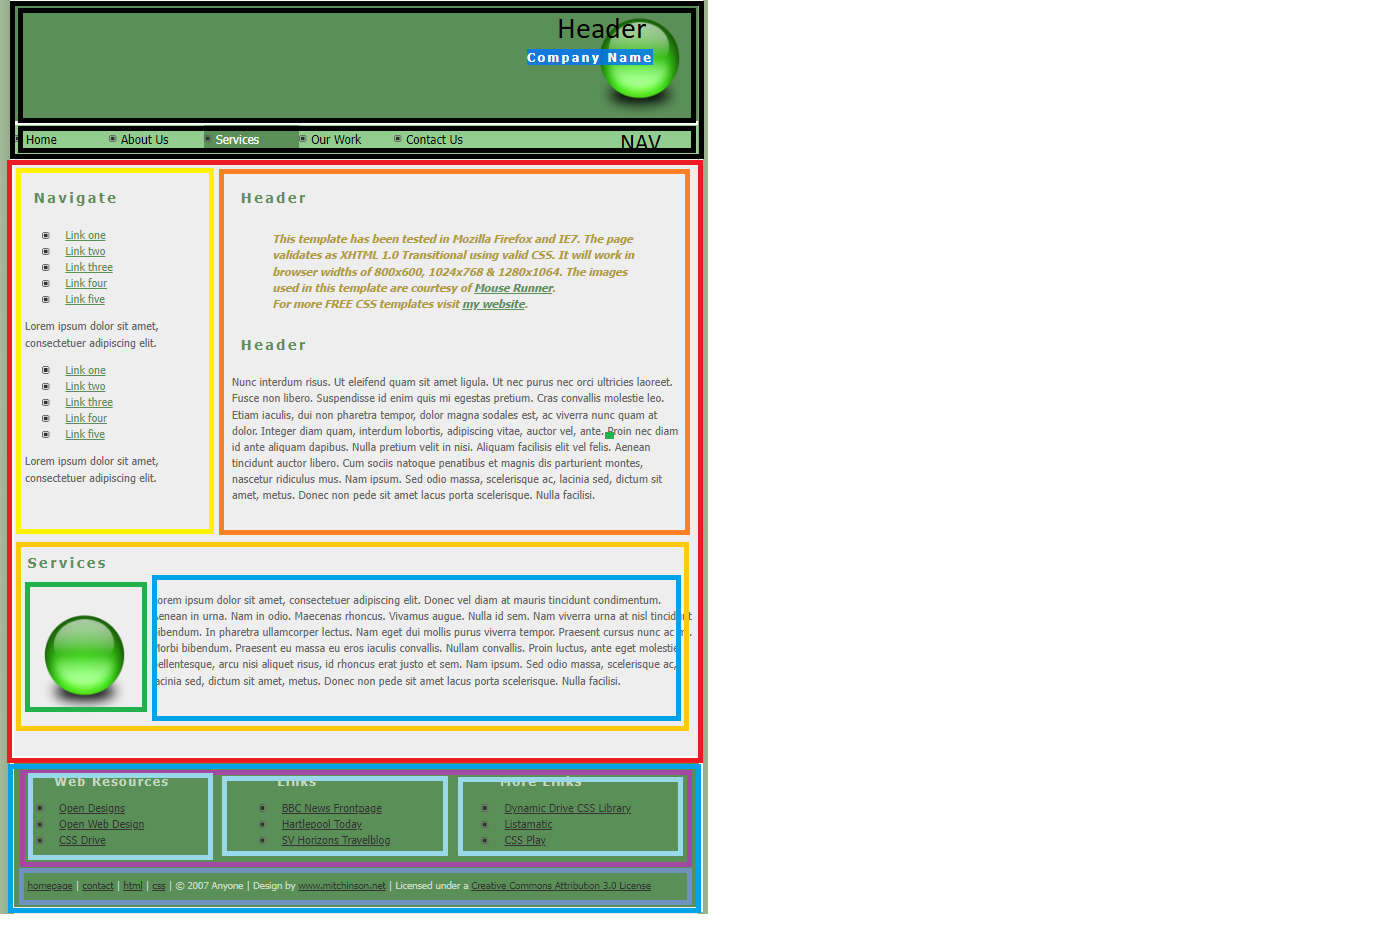 Header
Company Name
Home About Us Services Our Work Contact Us NAV
Navigate
Link one
Link two
Link three
Link four
Link five
Lorem ipsum dolor sit amet,
consectetuer adipiscing elit.
Link one
Link two
Link three
Link four
Link five
Lorem ipsum dolor sit amet,
consectetuer adipiscing elit.
Header
This template has been tested in Mozilla Firefox and IE7. The page
validates as XHTML 1.0 Transitional using valid CSS. It will work in
browser widths of 800x600, 1024x768 & 1280x1064. The images
used in this template are courtesy of Mouse Runner.
For more FREE CSS templates visit my website.
Header
Nunc interdum risus. Ut eleifend quam sit amet ligula. Ut nec purus nec orci ultricies laoreet.
Fusce non libero. Suspendisse id enim quis mi egestas pretium. Cras convallis molestie leo.
Etiam iaculis, dui non pharetra tempor, dolor magna sodales est, ac viverra nunc quam at
dolor. Integer diam quam, interdum lobortis, adipiscing vitae, auctor vel, ante. Proin nec diam
id ante aliquam dapibus. Nulla pretium velit in nisi. Aliquam facilisis elit vel felis. Aenean
tincidunt auctor libero. Cum sociis natoque penatibus et magnis dis parturient montes,
nascetur ridiculus mus. Nam ipsum. Sed odio massa, scelerisque ac, lacinia sed, dictum sit
amet, metus. Donec non pede sit amet lacus porta scelerisque. Nulla facilisi.
Services
Lorem ipsum dolor sit amet, consectetuer adipiscing elit. Donec vel diam at mauris tincidunt condimentum.
Aenean in urna. Nam in odio. Maecenas rhoncus. Vivamus augue. Nulla id sem. Nam viverra urna at nisl tincidunt
bibendum. In pharetra ullamcorper lectus. Nam eget dui mollis purus viverra tempor. Praesent cursus nunc ac
Morbi bibendum. Praesent eu massa eu eros iaculis convallis. Nullam convallis. Proin luctus, ante eget molestie
pellentesque, arcu nisi aliquet risus, id rhoncus erat justo et sem. Nam ipsum. Sed odio massa, scelerisque ac,
lacinia sed, dictum sit amet, metus. Donec non pede sit amet lacus porta scelerisque. Nulla facilisi.
Web Resources
Open Designs
Open Web Design
CSS Drive
Links
BBC News Frontpage
Hartlepool Today
SV Horizons Travelblog
More Links
Dynamic Drive CSS Library
Listamatic
CSS Play
homepage | contact | html | css | © 2007 Anyone | Design by www.mitchinson.net | Licensed under a Creative Commons Attribution 3.0 License